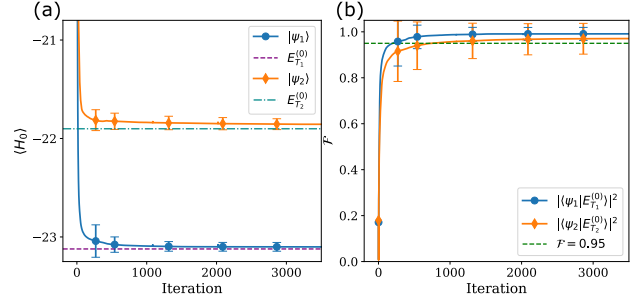 (a)
(b)
⟨H₀⟩
−21
−22
−23
0
1000
2000
3000
Iteration
|ψ₁⟩
E_{T₁}^{(0)}
|ψ₂⟩
E_{T₂}^{(0)}
ℱ
1.0
0.8
0.6
0.4
0.2
0.0
0
1000
2000
3000
Iteration
|⟨ψ₁|E_{T₁}^{(0)}⟩|²
|⟨ψ₂|E_{T₂}^{(0)}⟩|²
ℱ = 0.95